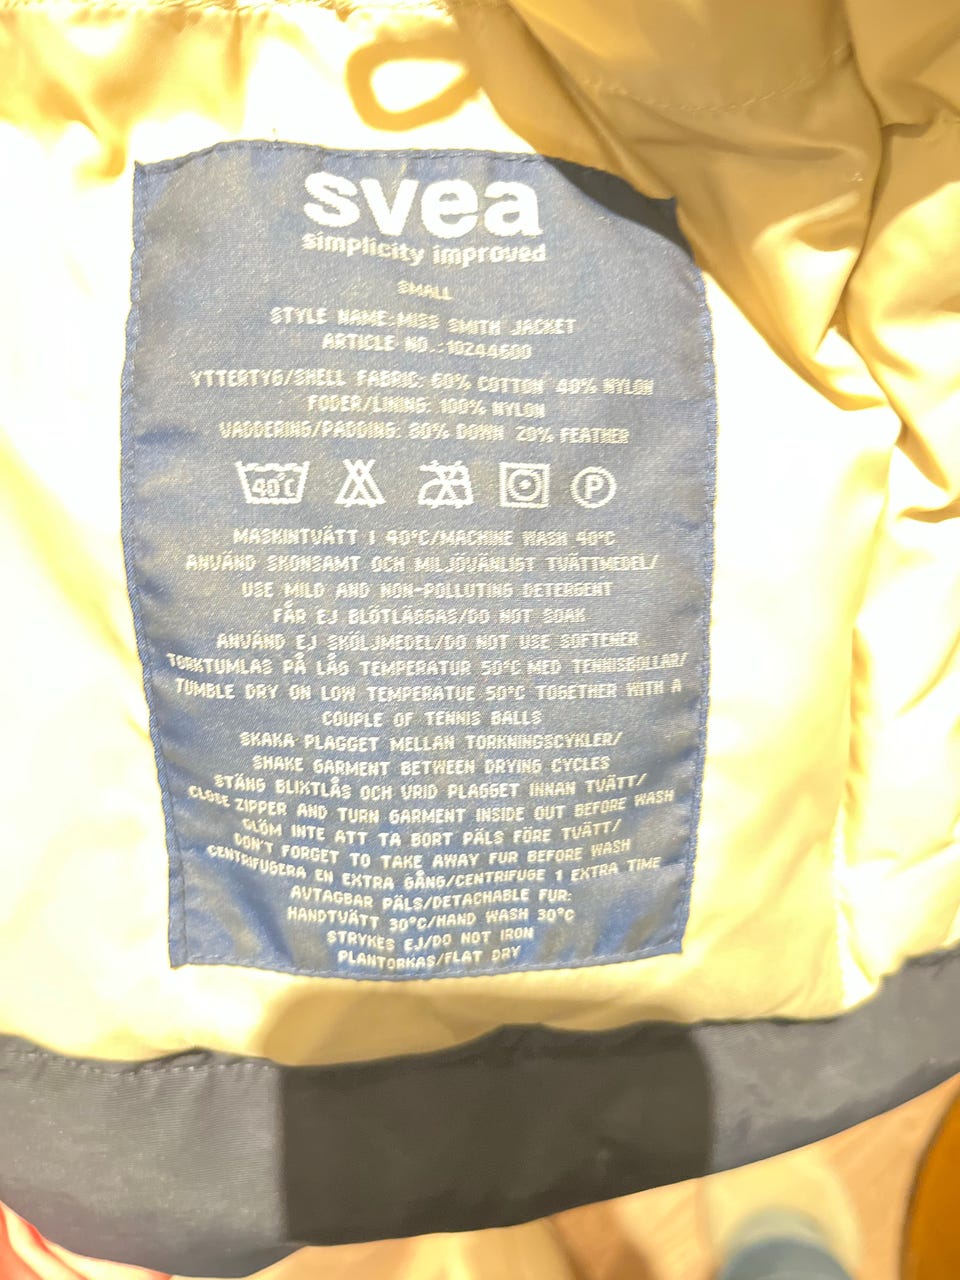 svea
simplicity improved
SMALL
STYLE NAME:MISS SMITH JACKET
ARTICLE NO.:10244600
YTTERTYG/SHELL FABRIC: 60% COTTON 40% NYLON
FODER/LINING: 100% NYLON
VADDERING/PADDING: 80% DOWN 20% FEATHER
40°C P
MASKINTVÄTT I 40°C/MACHINE WASH 40°C
ANVÄND SKONSAMT OCH MILJÖVÄNLIGT TVÄTTMEDEL/
USE MILD AND NON-POLLUTING DETERGENT
FÅR EJ BLÖTLÄGGAS/DO NOT SOAK
ANVÄND EJ SKÖLJMEDEL/DO NOT USE SOFTENER
TORKTUMLAS PÅ LÅG TEMPERATUR 50°C MED TENNISBOLLAR/
TUMBLE DRY ON LOW TEMPERATUE 50°C TOGETHER WITH A
COUPLE OF TENNIS BALLS
SKAKA PLAGGET MELLAN TORKNINGSCYKLER/
SHAKE GARMENT BETWEEN DRYING CYCLES
STÄNG BLIXTLÅS OCH VRID PLAGGET INNAN TVÄTT/
CLOSE ZIPPER AND TURN GARMENT INSIDE OUT BEFORE WASH
GLÖM INTE ATT TA BORT PÄLS FÖRE TVÄTT/
DON'T FORGET TO TAKE AWAY FUR BEFORE WASH
CENTRIFUGERA EN EXTRA GÅNG/CENTRIFUGE 1 EXTRA TIME
AVTAGBAR PÄLS/DETACHABLE FUR:
HANDTVÄTT 30°C/HAND WASH 30°C
STRYKES EJ/DO NOT IRON
PLANTORKAS/FLAT DRY